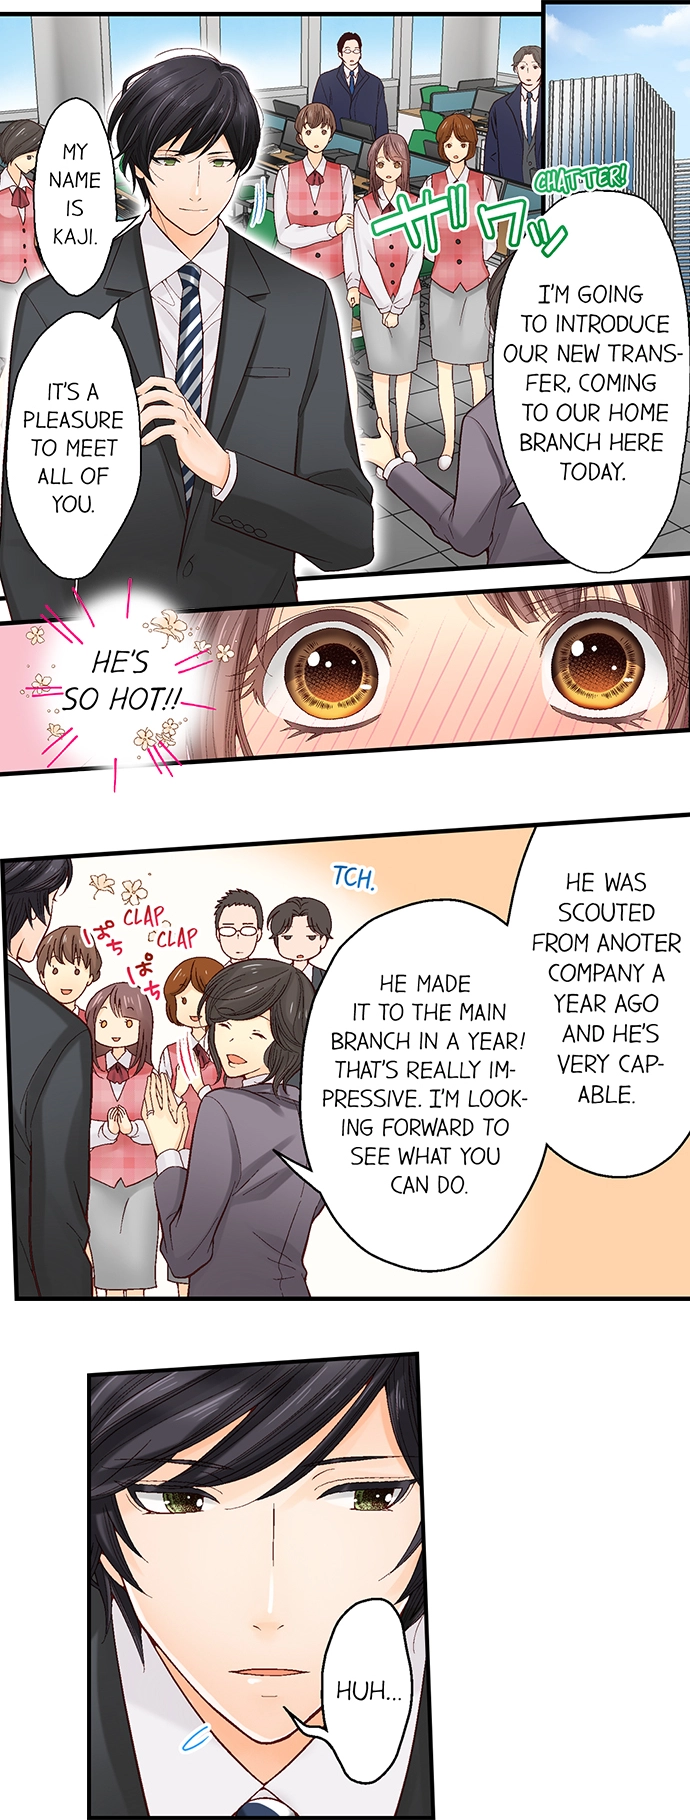 CHATTER!
ザワッ
I'M GOING
TO INTRODUCE
OUR NEW TRANS-
FER, COMING
TO OUR HOME
BRANCH HERE
TODAY.
MY
NAME
IS
KAJI.
IT'S A
PLEASURE
TO MEET
ALL OF
YOU.
HE'S
SO HOT!!
HE WAS
SCOUTED
FROM ANOTER
COMPANY A
YEAR AGO
AND HE'S
VERY CAP-
ABLE.
TCH.
HE MADE
IT TO THE MAIN
BRANCH IN A YEAR!
THAT'S REALLY IM-
PRESSIVE. I'M LOOK-
ING FORWARD TO
SEE WHAT YOU
CAN DO.
CLAP
CLAP
ぱち
ぱち
HUH...